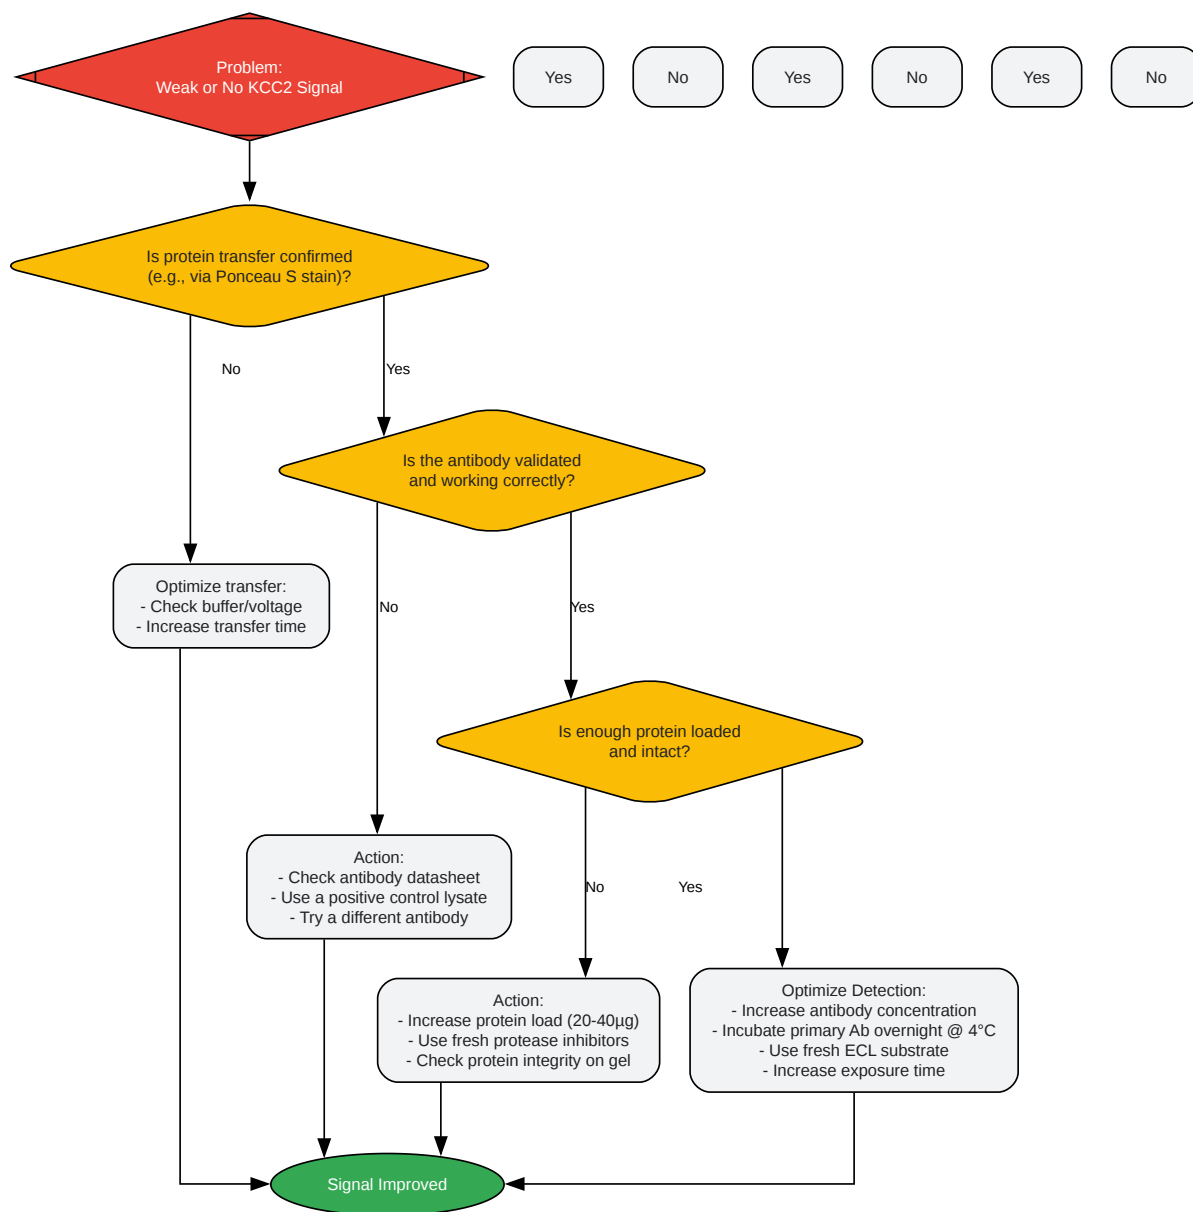 Problem:
Weak or No KCC2 Signal
Yes
No
Yes
No
Yes
No
Is protein transfer confirmed
(e.g., via Ponceau S stain)?
No
Yes
Is the antibody validated
and working correctly?
Optimize transfer:
- Check buffer/voltage
- Increase transfer time
No
Yes
Is enough protein loaded
and intact?
Action:
- Check antibody datasheet
- Use a positive control lysate
- Try a different antibody
No
Yes
Action:
- Increase protein load (20-40µg)
- Use fresh protease inhibitors
- Check protein integrity on gel
Optimize Detection:
- Increase antibody concentration
- Incubate primary Ab overnight @ 4°C
- Use fresh ECL substrate
- Increase exposure time
Signal Improved